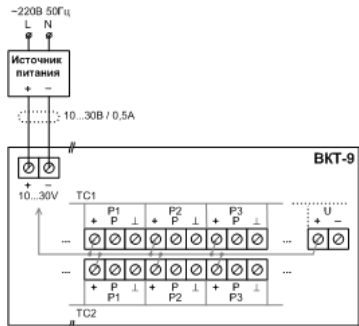 ~220В 50Гц
L N
Источник
питания
+ −
10...30В / 0,5А
ВКТ-9
+ −
10...30V
ТС1
P1 P2 P3 U
+ P ⊥ + P ⊥ + P ⊥ + −
... ... 
... ...
+ P ⊥ + P ⊥ + P ⊥
P1 P2 P3
ТС2